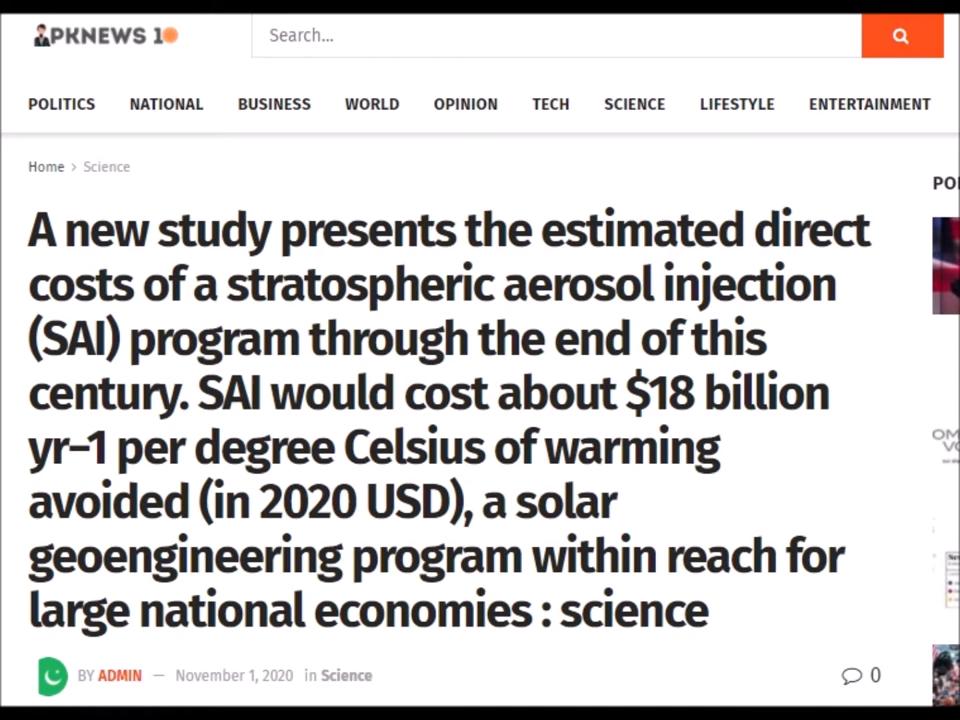 PKNEWS 10
Search...
POLITICS NATIONAL BUSINESS WORLD OPINION TECH SCIENCE LIFESTYLE ENTERTAINMENT
Home > Science
A new study presents the estimated direct
costs of a stratospheric aerosol injection
(SAI) program through the end of this
century. SAI would cost about $18 billion
yr−1 per degree Celsius of warming
avoided (in 2020 USD), a solar
geoengineering program within reach for
large national economies : science
BY ADMIN — November 1, 2020 in Science
0